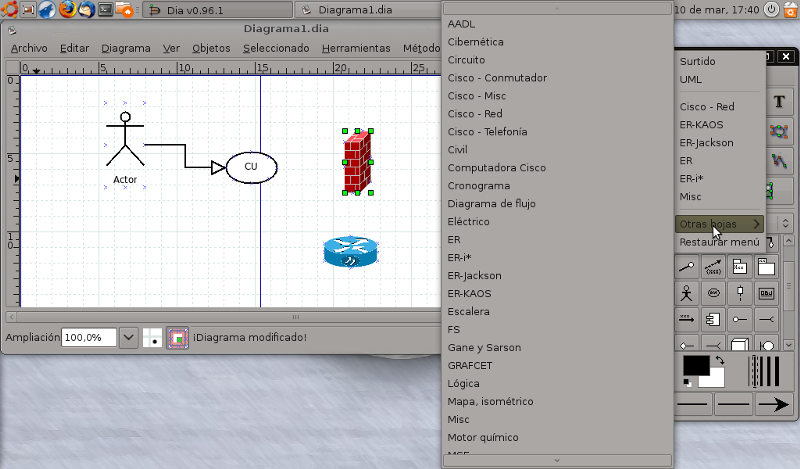 Dia v0.96.1
Diagrama1.dia
10 de mar, 17:40
Diagrama1.dia
Archivo Editar Diagrama Ver Objetos Seleccionado Herramientas Método
0 5 10 15 20 25
0
5
10
Actor
CU
Ampliación 100,0% ¡Diagrama modificado!
AADL
Cibernética
Circuito
Cisco - Conmutador
Cisco - Misc
Cisco - Red
Cisco - Telefonía
Civil
Computadora Cisco
Cronograma
Diagrama de flujo
Eléctrico
ER
ER-i*
ER-Jackson
ER-KAOS
Escalera
FS
Gane y Sarson
GRAFCET
Lógica
Mapa, isométrico
Misc
Motor químico
MSE
Surtido
UML
Cisco - Red
ER-KAOS
ER-Jackson
ER
ER-i*
Misc
Otras hojas
Restaurar menú
T